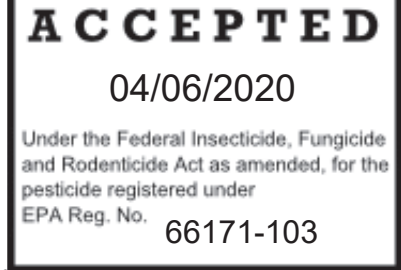 ACCEPTED
04/06/2020
Under the Federal Insecticide, Fungicide
and Rodenticide Act as amended, for the
pesticide registered under
EPA Reg. No. 66171-103